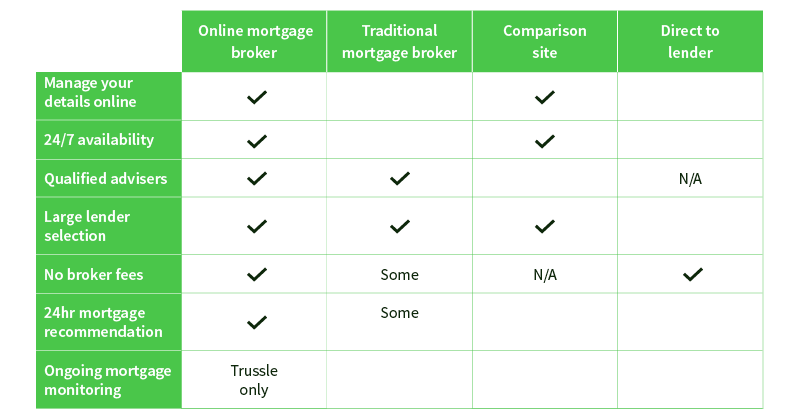 Online mortgage
broker
Traditional
mortgage broker
Comparison
site
Direct to
lender
Manage your
details online
24/7 availability
Qualified advisers
N/A
Large lender
selection
No broker fees
Some
N/A
24hr mortgage
recommendation
Some
Ongoing mortgage
monitoring
Trussle
only